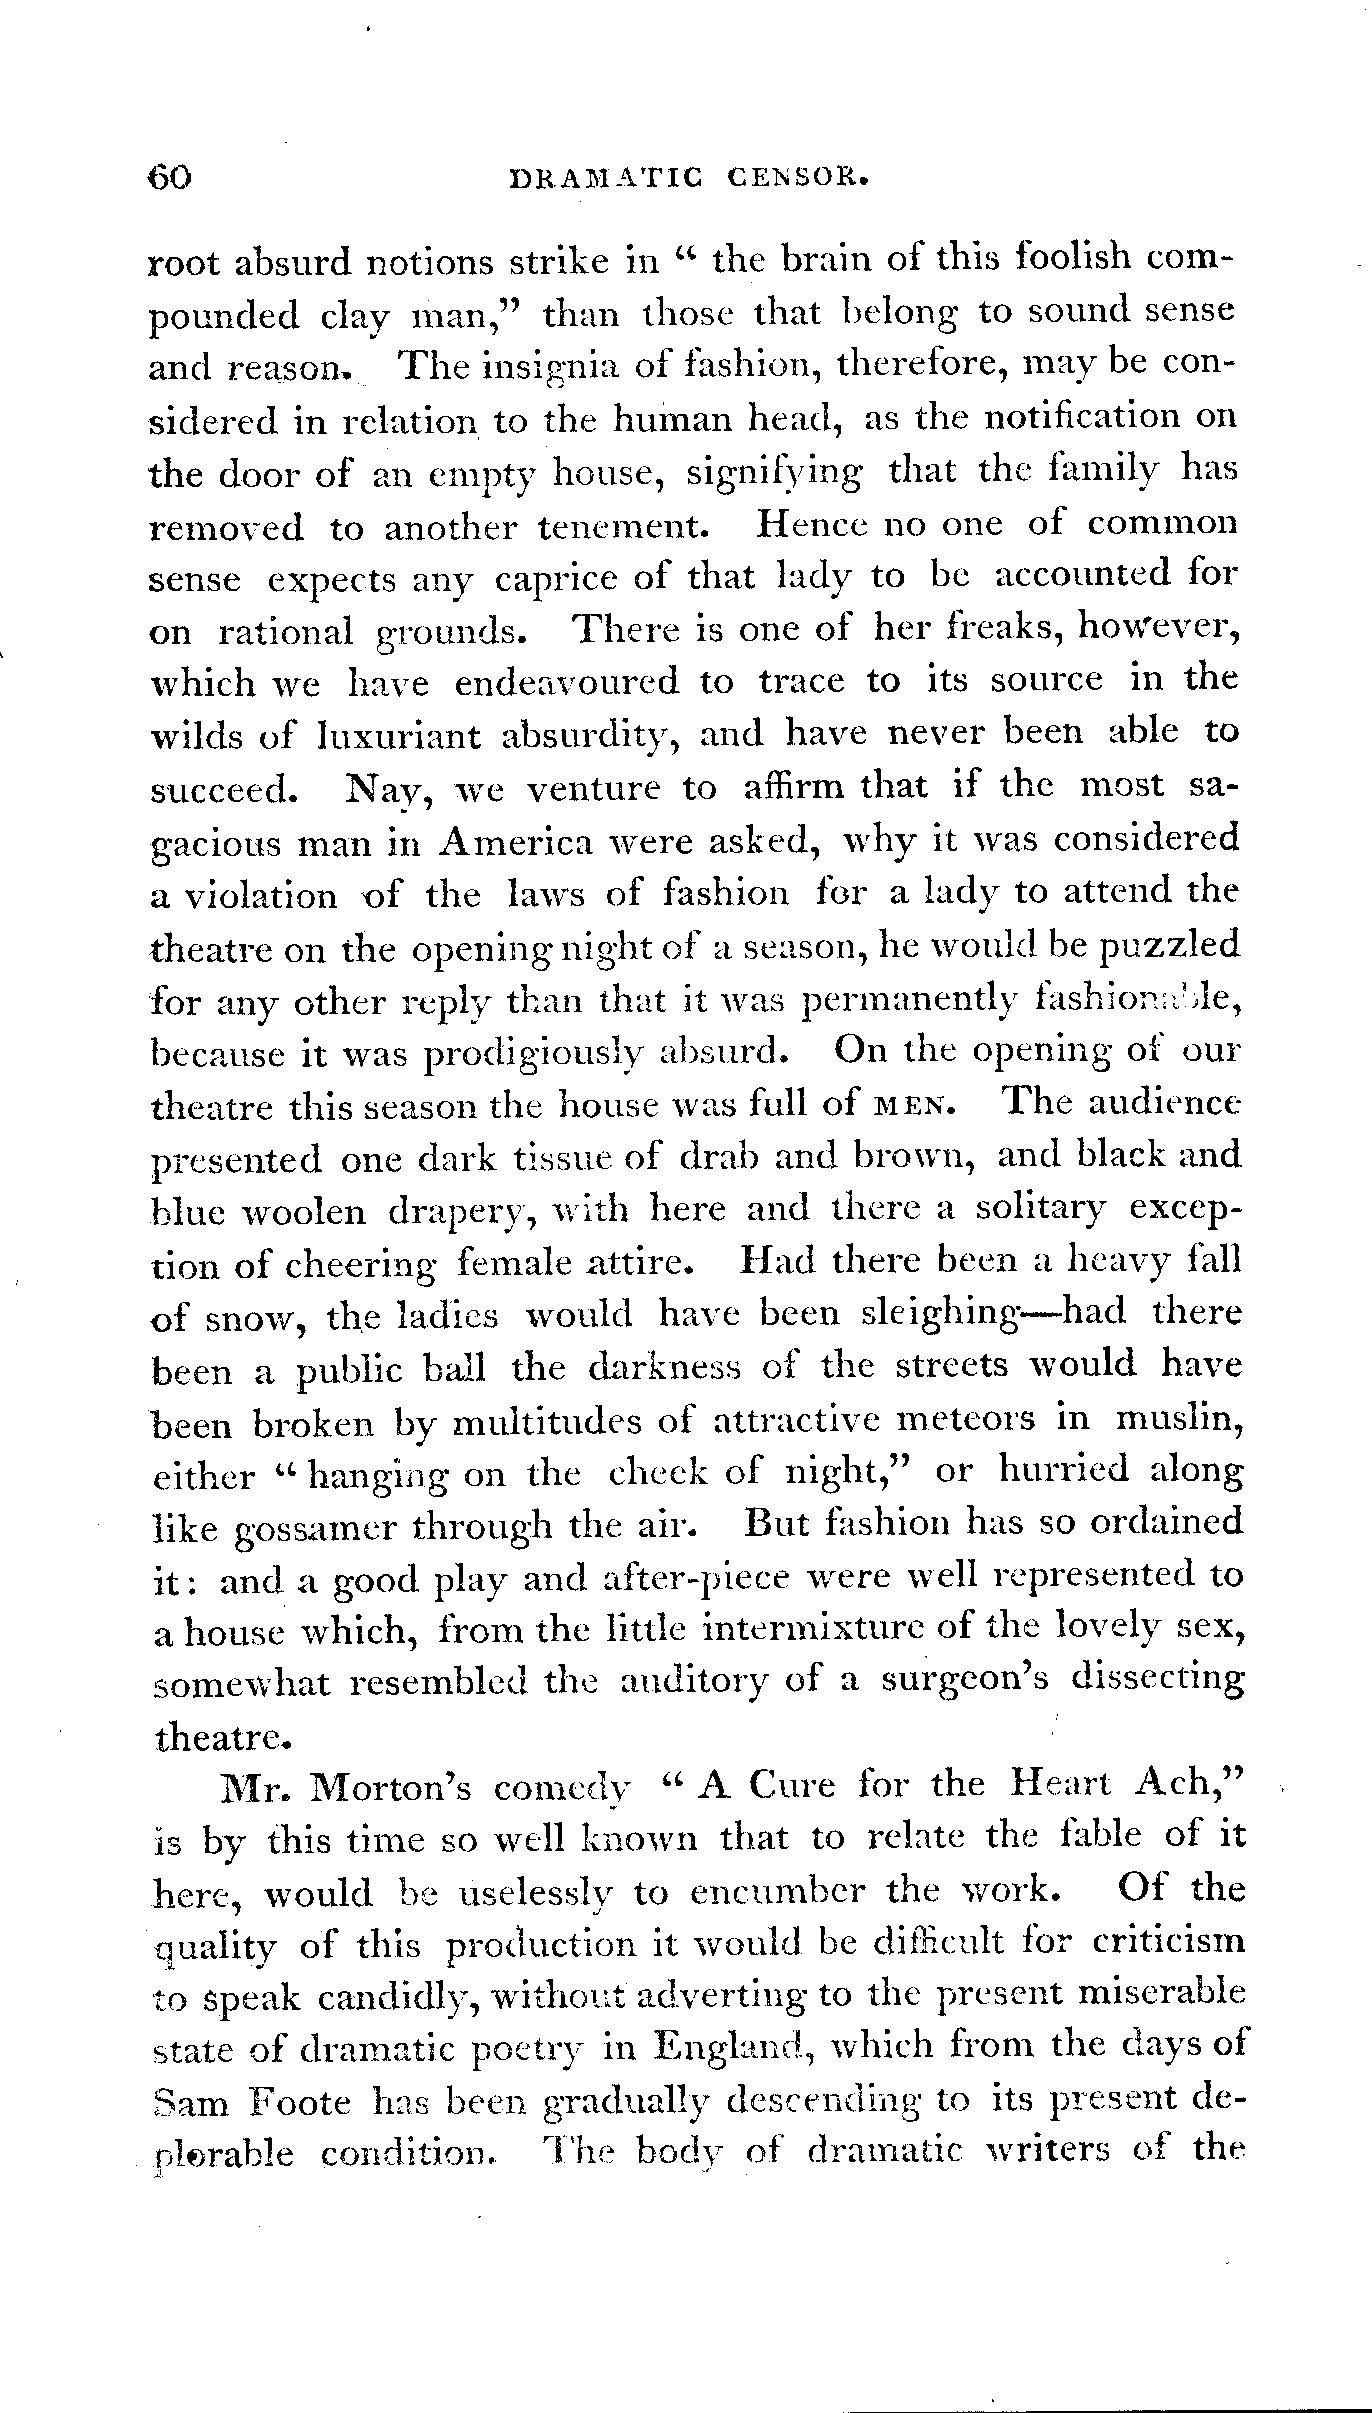 60 DRAMATIC CENSOR.
root absurd notions strike in “ the brain of this foolish com-
pounded clay man,” than those that belong to sound sense
and reason. The insignia of fashion, therefore, may be con-
sidered in relation to the human head, as the notification on
the door of an empty house, signifying that the family has
removed to another tenement. Hence no one of common
sense expects any caprice of that lady to be accounted for
on rational grounds. There is one of her freaks, however,
which we have endeavoured to trace to its source in the
wilds of luxuriant absurdity, and have never been able to
succeed. Nay, we venture to affirm that if the most sa-
gacious man in America were asked, why it was considered
a violation of the laws of fashion for a lady to attend the
theatre on the opening night of a season, he would be puzzled
for any other reply than that it was permanently fashionable,
because it was prodigiously absurd. On the opening of our
theatre this season the house was full of MEN. The audience
presented one dark tissue of drab and brown, and black and
blue woolen drapery, with here and there a solitary excep-
tion of cheering female attire. Had there been a heavy fall
of snow, the ladies would have been sleighing—had there
been a public ball the darkness of the streets would have
been broken by multitudes of attractive meteors in muslin,
either “ hanging on the cheek of night,” or hurried along
like gossamer through the air. But fashion has so ordained
it: and a good play and after-piece were well represented to
a house which, from the little intermixture of the lovely sex,
somewhat resembled the auditory of a surgeon’s dissecting
theatre.
Mr. Morton’s comedy “ A Cure for the Heart Ach,”
is by this time so well known that to relate the fable of it
here, would be uselessly to encumber the work. Of the
quality of this production it would be difficult for criticism
to speak candidly, without adverting to the present miserable
state of dramatic poetry in England, which from the days of
Sam Foote has been gradually descending to its present de-
plorable condition. The body of dramatic writers of the